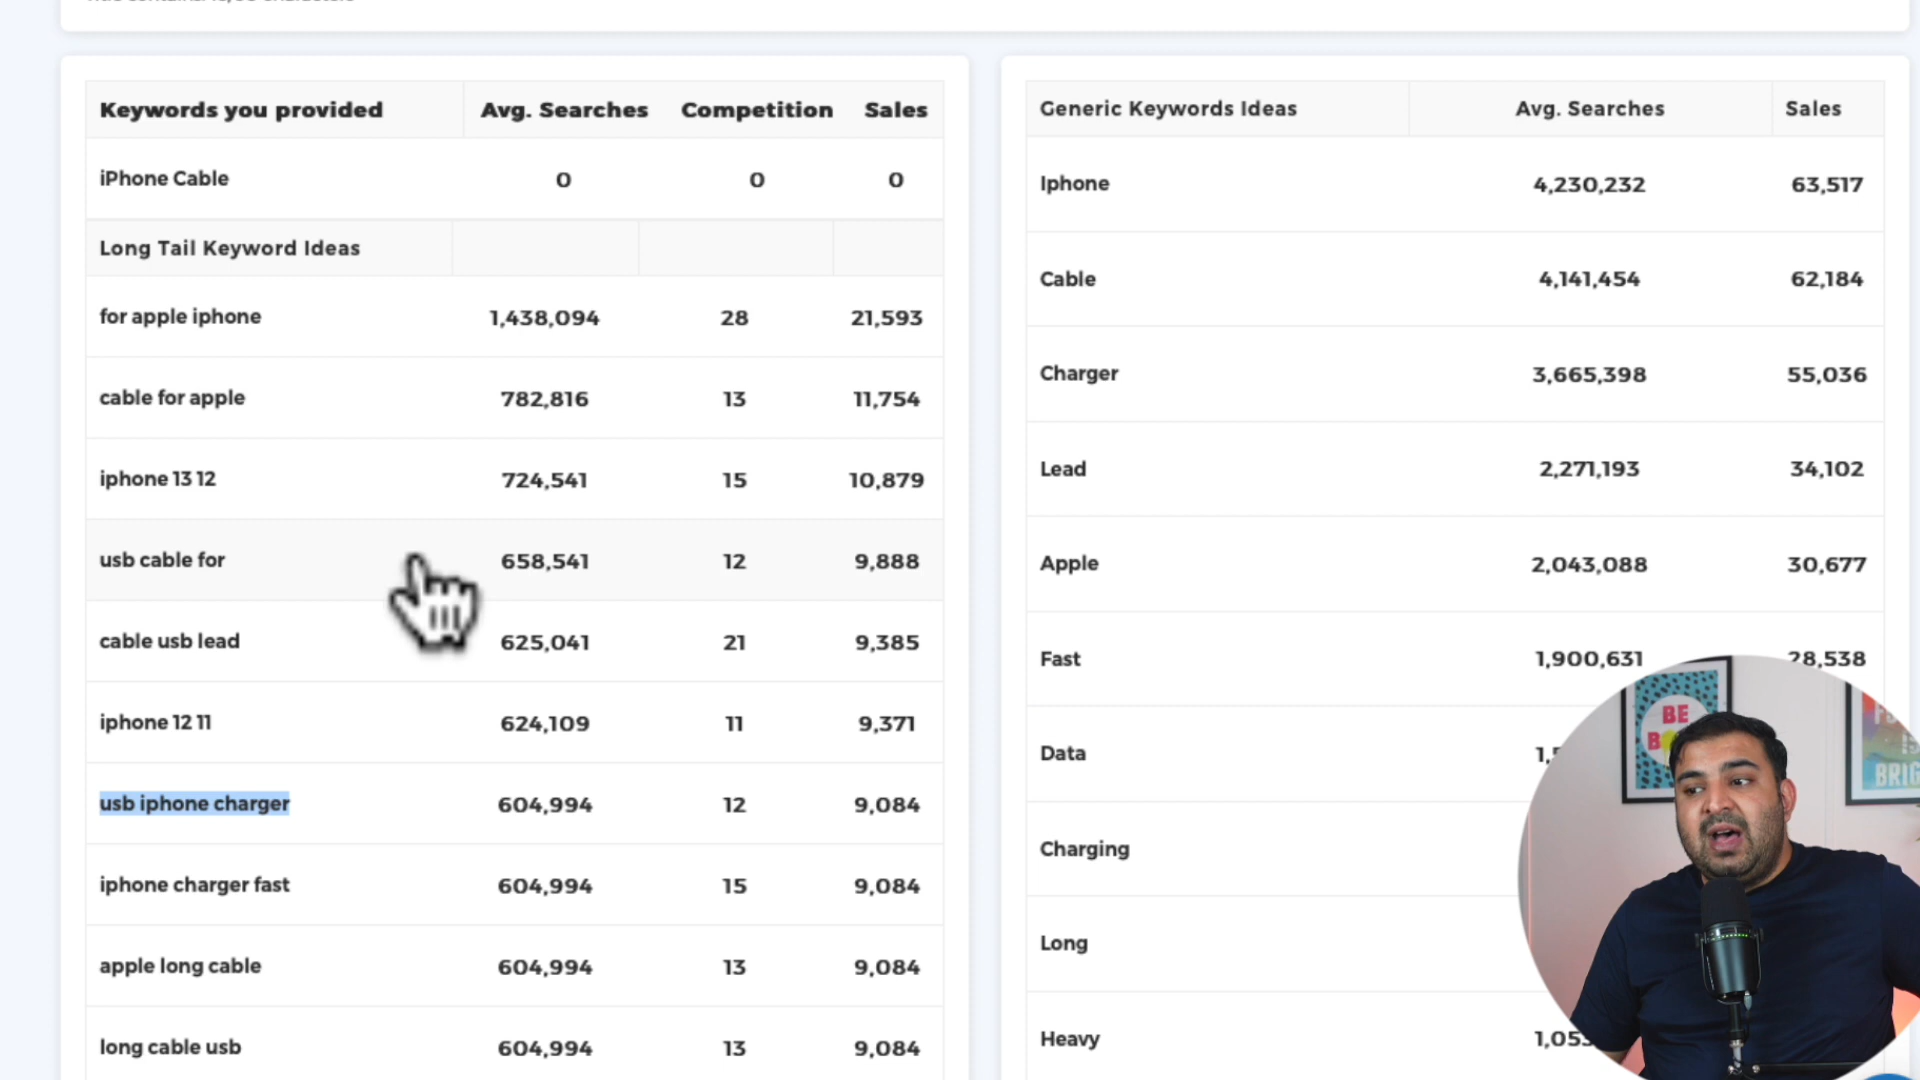 Keywords you provided Avg. Searches Competition Sales
iPhone Cable 0 0 0
Long Tail Keyword Ideas
for apple iphone 1,438,094 28 21,593
cable for apple 782,816 13 11,754
iphone 13 12 724,541 15 10,879
usb cable for 658,541 12 9,888
cable usb lead 625,041 21 9,385
iphone 12 11 624,109 11 9,371
usb iphone charger 604,994 12 9,084
iphone charger fast 604,994 15 9,084
apple long cable 604,994 13 9,084
long cable usb 604,994 13 9,084
Generic Keywords Ideas Avg. Searches Sales
Iphone 4,230,232 63,517
Cable 4,141,454 62,184
Charger 3,665,398 55,036
Lead 2,271,193 34,102
Apple 2,043,088 30,677
Fast 1,900,631 28,538
Data
Charging
Long
Heavy
BE